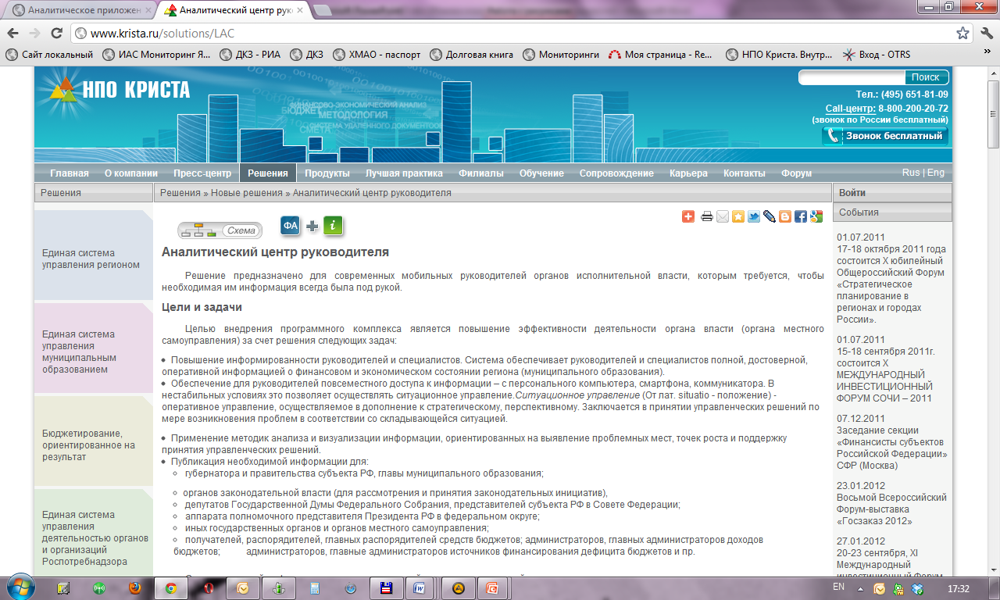 Аналитическое приложен
Аналитический центр рук
www.krista.ru/solutions/LAC
Сайт локальный
ИАС Мониторинг Я...
ДКЗ - РИА
ДКЗ
ХМАО - паспорт
Долговая книга
Мониторинги
Моя страница - Re...
НПО Криста. Внутр...
Вход - OTRS
НПО КРИСТА
ФИНАНСОВО-ЭКОНОМИЧЕСКИЙ АНАЛИЗ
БЮДЖЕТ
МЕТОДОЛОГИЯ
СИСТЕМА УДАЛЕННОГО ДОКУМЕНТООБ
Поиск
Тел.: (495) 651-81-09
Call-центр: 8-800-200-20-72
(звонок по России бесплатный)
Звонок бесплатный
Главная О компании Пресс-центр Решения Продукты Лучшая практика Филиалы Обучение Сопровождение Карьера Контакты Форум
Rus | Eng
Решения
Единая система
управления регионом
Единая система
управления
муниципальным
образованием
Бюджетирование,
ориентированное на
результат
Единая система
управления
деятельностью органов
и организаций
Роспотребнадзора
Решения » Новые решения » Аналитический центр руководителя
Схема
ФА
i
Аналитический центр руководителя
Решение предназначено для современных мобильных руководителей органов исполнительной власти, которым требуется, чтобы
необходимая им информация всегда была под рукой.
Цели и задачи
Целью внедрения программного комплекса является повышение эффективности деятельности органа власти (органа местного
самоуправления) за счет решения следующих задач:
• Повышение информированности руководителей и специалистов. Система обеспечивает руководителей и специалистов полной, достоверной,
оперативной информацией о финансовом и экономическом состоянии региона (муниципального образования).
• Обеспечение для руководителей повсеместного доступа к информации – с персонального компьютера, смартфона, коммуникатора. В
нестабильных условиях это позволяет осуществлять ситуационное управление.Ситуационное управление (От лат. situatio - положение) -
оперативное управление, осуществляемое в дополнение к стратегическому, перспективному. Заключается в принятии управленческих решений по
мере возникновения проблем в соответствии со складывающейся ситуацией.
• Применение методик анализа и визуализации информации, ориентированных на выявление проблемных мест, точек роста и поддержку
принятия управленческих решений.
• Публикация необходимой информации для:
губернатора и правительства субъекта РФ, главы муниципального образования;
органов законодательной власти (для рассмотрения и принятия законодательных инициатив),
депутатов Государственной Думы Федерального Собрания, представителей субъекта РФ в Совете Федерации;
аппарата полномочного представителя Президента РФ в федеральном округе;
иных государственных органов и органов местного самоуправления;
получателей, распорядителей, главных распорядителей средств бюджетов; администраторов, главных администраторов доходов
бюджетов; администраторов, главные администраторов источников финансирования дефицита бюджетов и пр.
Войти
События
01.07.2011
17-18 октября 2011 года
состоится X юбилейный
Общероссийский Форум
«Стратегическое
планирование в
регионах и городах
России».
01.07.2011
15-18 сентября 2011г.
состоится X
МЕЖДУНАРОДНЫЙ
ИНВЕСТИЦИОННЫЙ
ФОРУМ СОЧИ – 2011
07.12.2011
Заседание секции
«Финансисты субъектов
Российской Федерации»
СФР (Москва)
23.01.2012
Восьмой Всероссийский
Форум-выставка
«Госзаказ 2012»
27.01.2012
20-23 сентября, XI
Международный
инвестиционный Форум
EN
17:32